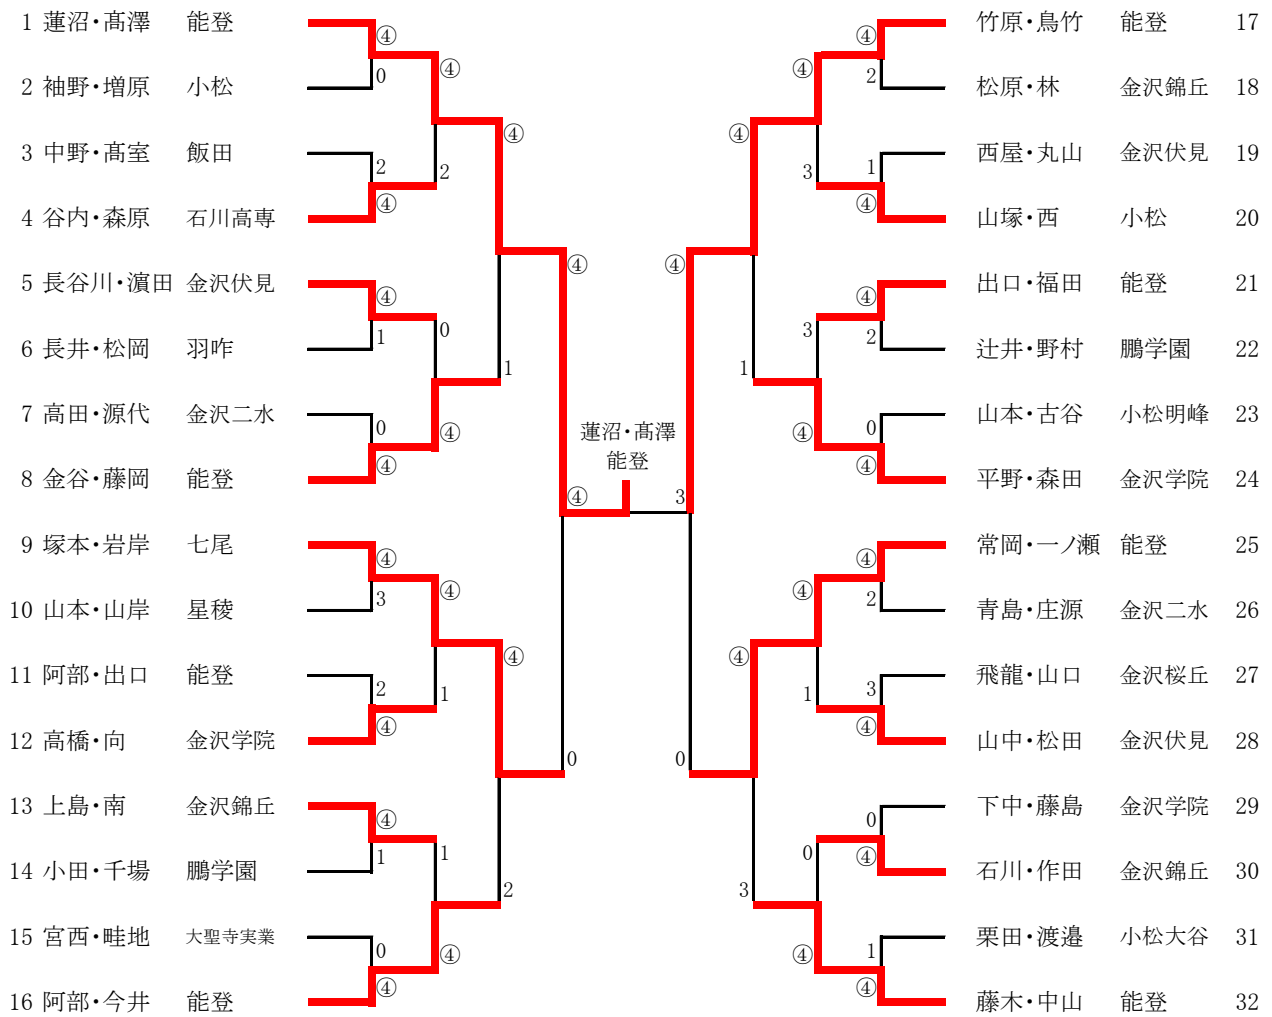 1 蓮沼・髙澤 能登
④
0
2 袖野・増原 小松
④
3 中野・髙室 飯田
2
④
2
4 谷内・森原 石川高専
④
5 長谷川・濵田 金沢伏見
④
1
6 長井・松岡 羽咋
0
7 高田・源代 金沢二水
0
④
④
8 金谷・藤岡 能登
1
④
9 塚本・岩岸 七尾
④
3
10 山本・山岸 星稜
④
11 阿部・出口 能登
2
④
1
12 高橋・向 金沢学院
④
13 上島・南 金沢錦丘
④
1
14 小田・千場 鵬学園
1
15 宮西・畦地 大聖寺実業
0
④
④
16 阿部・今井 能登
2
0
④
蓮沼・髙澤
能登
3
竹原・鳥竹 能登 17
④
2
松原・林 金沢錦丘 18
④
西屋・丸山 金沢伏見 19
1
④
3
山塚・西 小松 20
④
出口・福田 能登 21
④
2
辻井・野村 鵬学園 22
3
山本・古谷 小松明峰 23
0
④
④
平野・森田 金沢学院 24
1
④
常岡・一ノ瀬 能登 25
④
2
青島・庄源 金沢二水 26
④
飛龍・山口 金沢桜丘 27
3
④
1
山中・松田 金沢伏見 28
④
下中・藤島 金沢学院 29
0
④
石川・作田 金沢錦丘 30
0
栗田・渡邉 小松大谷 31
1
④
④
藤木・中山 能登 32
3
0